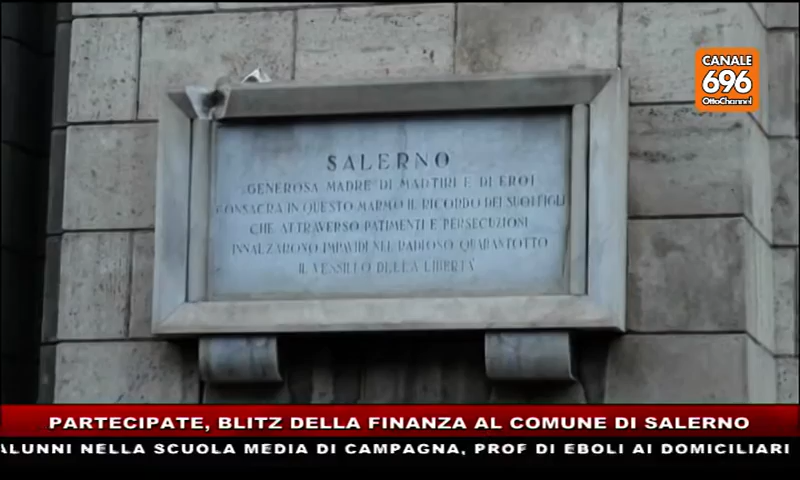 CANALE
696
OttoChannel
SALERNO
GENEROSA MADRE DI MARTIRI E DI EROI
CONSACRA IN QUESTO MARMO IL RICORDO DEI SUOI FIGLI
CHE ATTRAVERSO PATIMENTI E PERSECUZIONI
INNALZARONO IMPAVIDI NEL RADIOSO QUARANTOTTO
IL VESSILLO DELLA LIBERTA'
PARTECIPATE, BLITZ DELLA FINANZA AL COMUNE DI SALERNO
ALUNNI NELLA SCUOLA MEDIA DI CAMPAGNA, PROF DI EBOLI AI DOMICILIARI